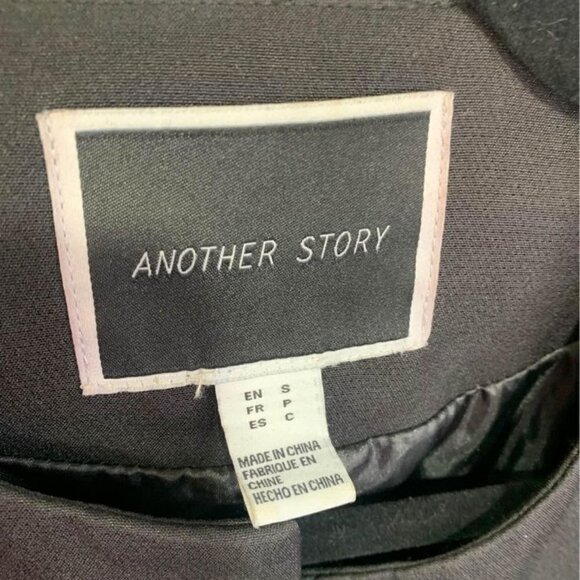 ANOTHER STORY
EN S
FR P
ES C
MADE IN CHINA
FABRIQUE EN
CHINE
HECHO EN CHINA